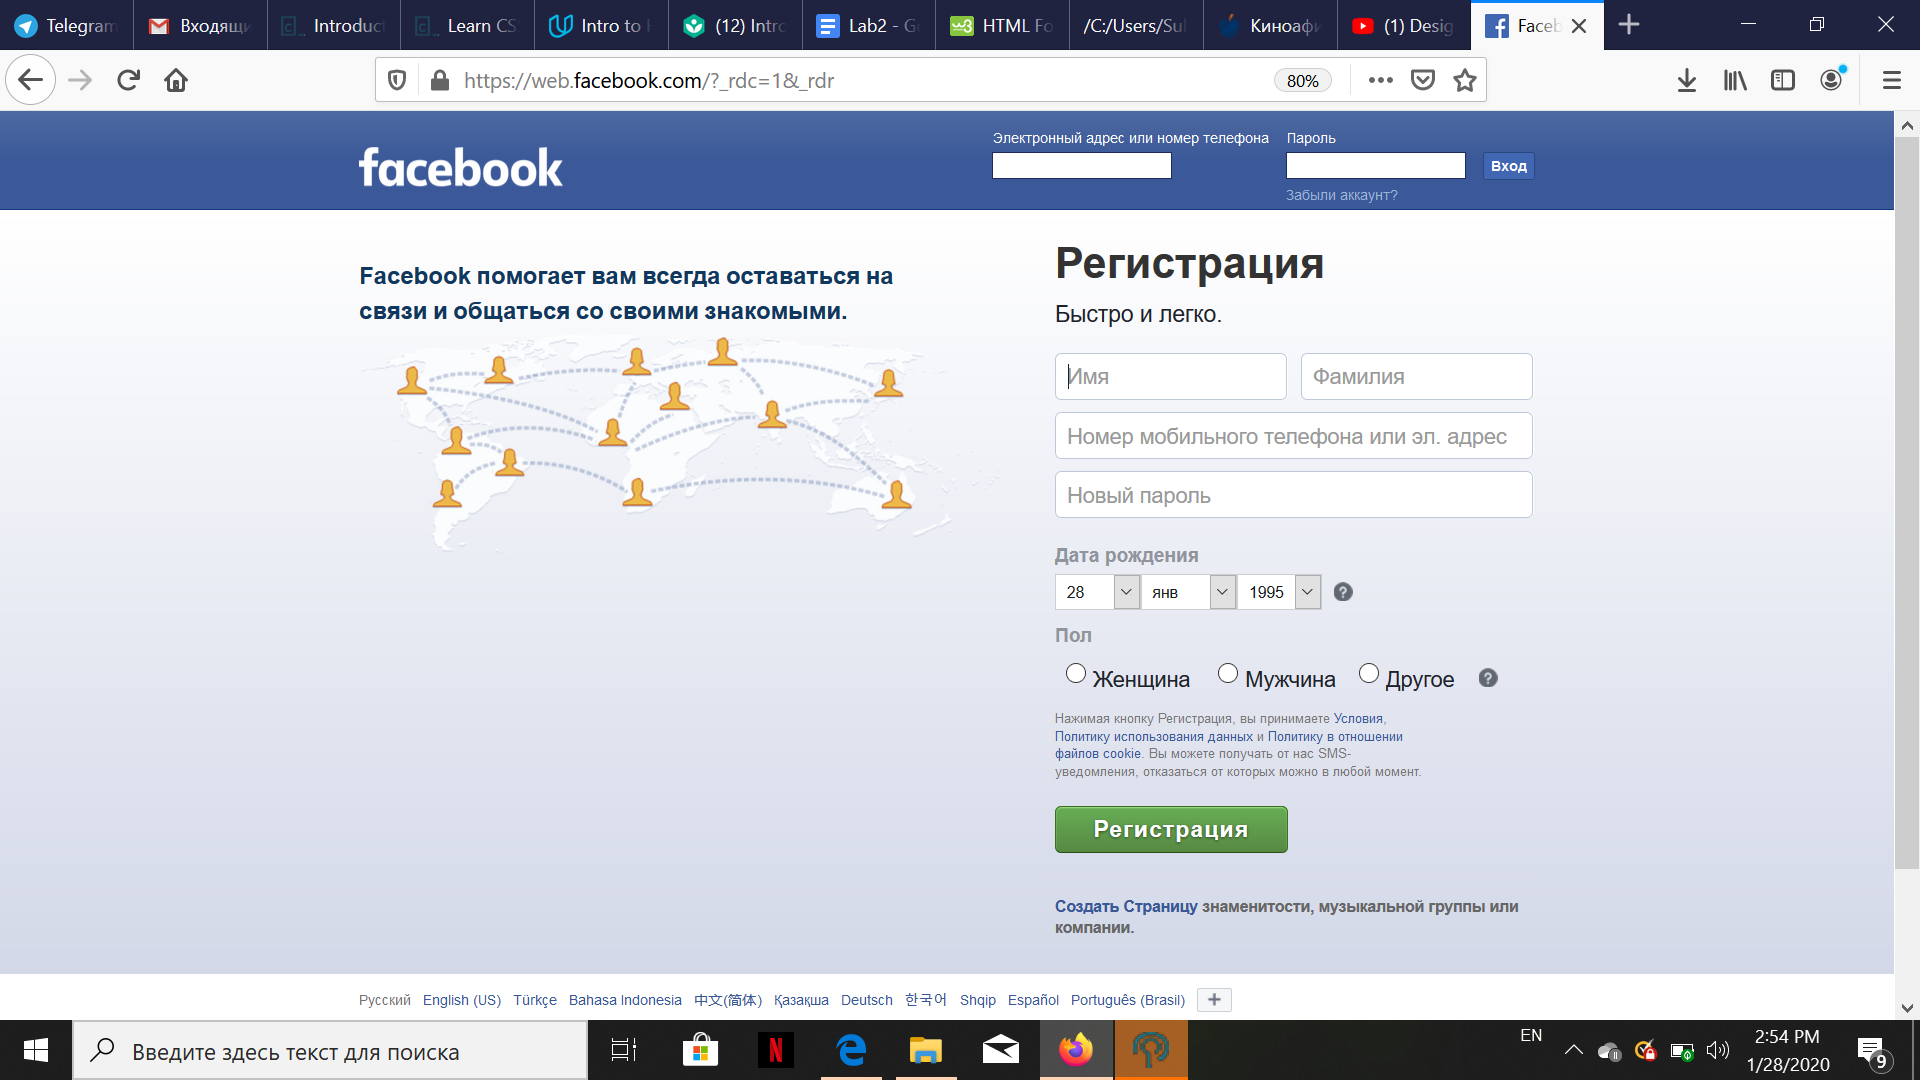 Telegram
Входящи
Introduct
Learn CS
Intro to H
(12) Intro
Lab2 - Go
HTML Fo
/C:/Users/Sul
Киноафи
(1) Desig
Faceb
https://web.facebook.com/?_rdc=1&_rdr
80%
facebook
Электронный адрес или номер телефона
Пароль
Вход
Забыли аккаунт?
Facebook помогает вам всегда оставаться на
связи и общаться со своими знакомыми.
Регистрация
Быстро и легко.
Имя
Фамилия
Номер мобильного телефона или эл. адрес
Новый пароль
Дата рождения
28
янв
1995
?
Пол
Женщина
Мужчина
Другое
?
Нажимая кнопку Регистрация, вы принимаете Условия,
Политику использования данных и Политику в отношении
файлов cookie. Вы можете получать от нас SMS-
уведомления, отказаться от которых можно в любой момент.
Регистрация
Создать Страницу знаменитости, музыкальной группы или
компании.
Русский English (US) Türkçe Bahasa Indonesia 中文(简体) Қазақша Deutsch 한국어 Shqip Español Português (Brasil) +
Введите здесь текст для поиска
EN
2:54 PM
1/28/2020
9